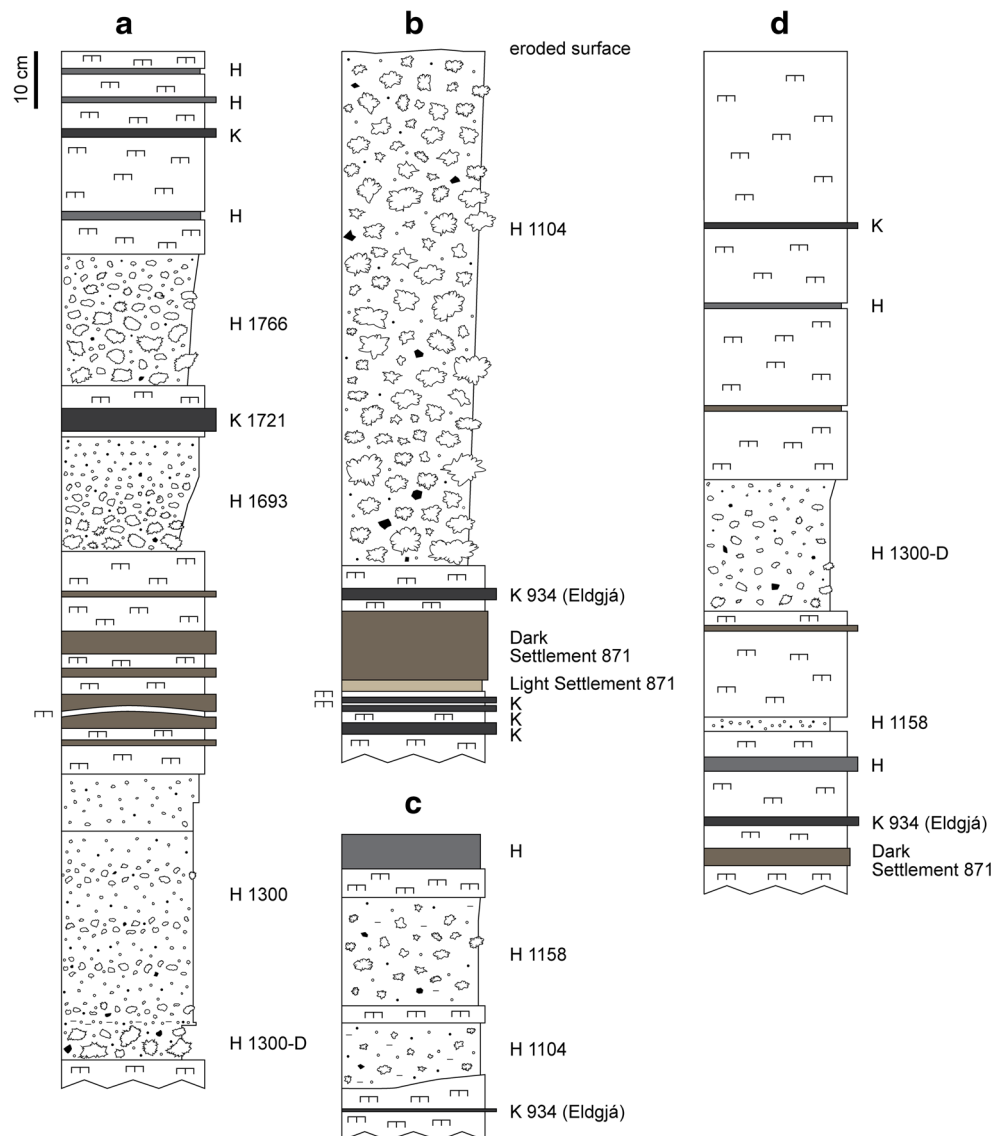 a
10 cm
H
H
K
H
H 1766
K 1721
H 1693
H 1300
H 1300-D
b
eroded surface
H 1104
K 934 (Eldgjá)
Dark
Settlement 871
Light Settlement 871
K
K
K
c
H
H 1158
H 1104
K 934 (Eldgjá)
d
K
H
H 1300-D
H 1158
H
K 934 (Eldgjá)
Dark
Settlement 871